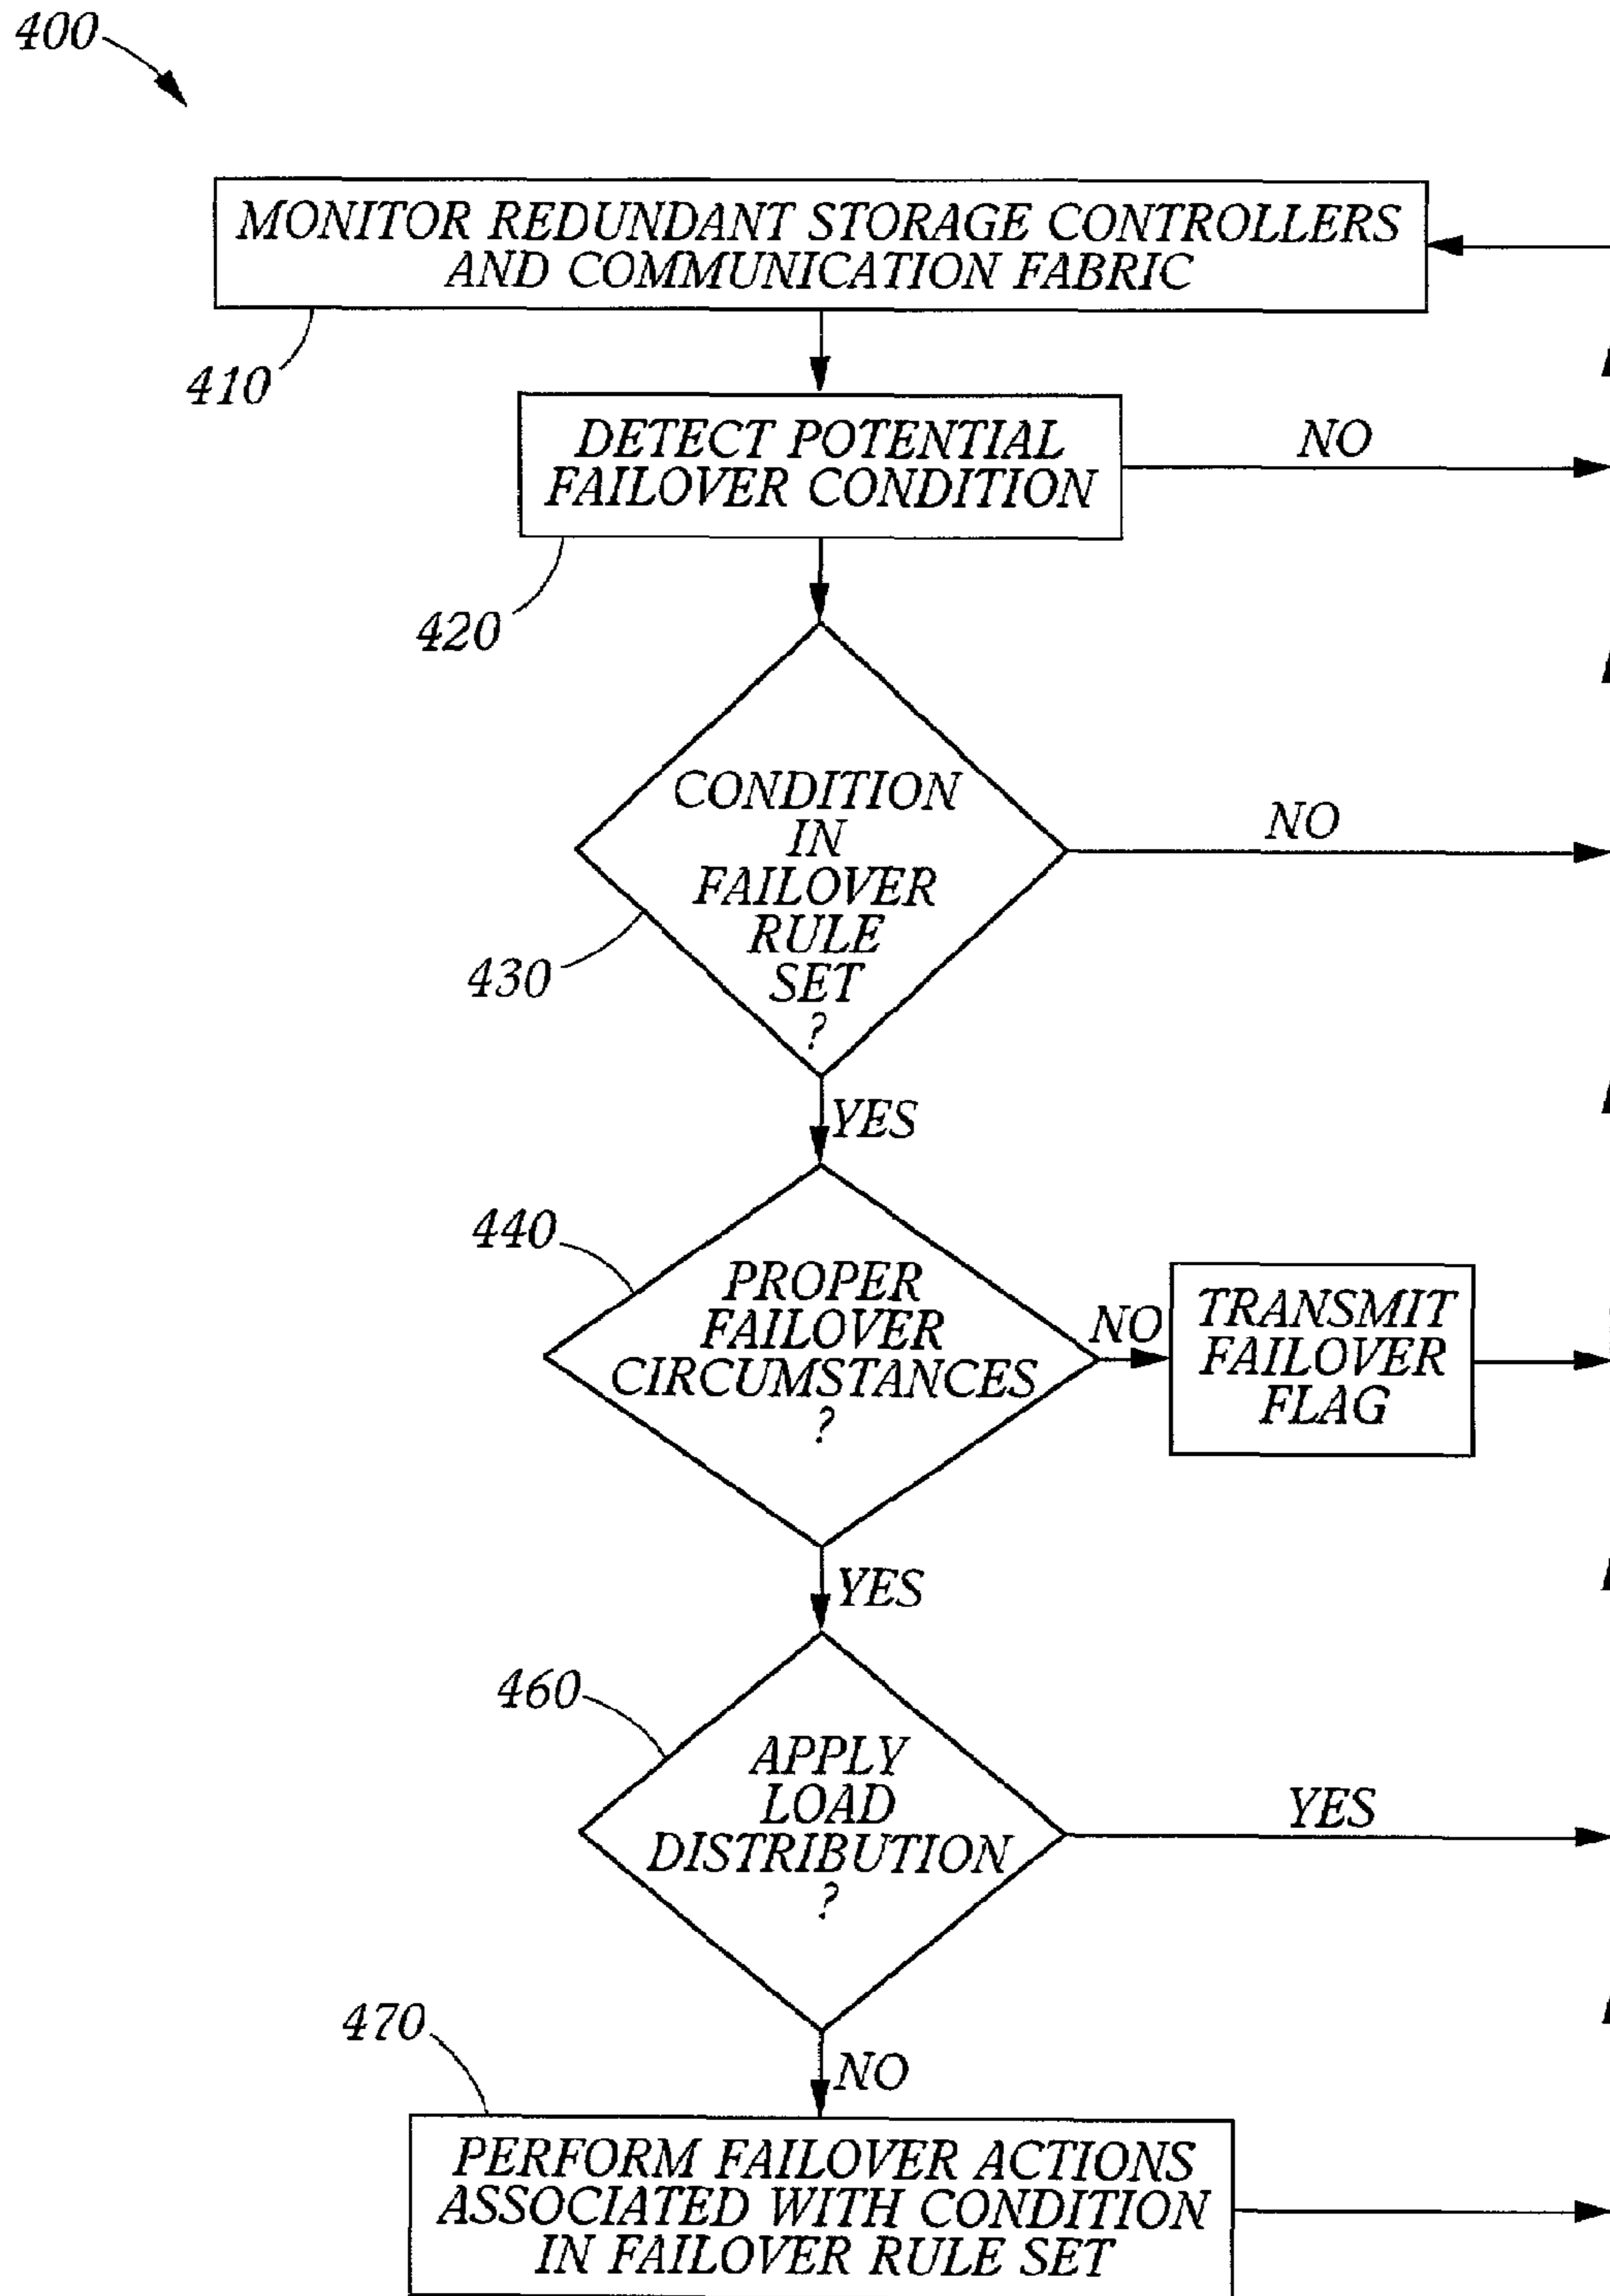 400
MONITOR REDUNDANT STORAGE CONTROLLERS
AND COMMUNICATION FABRIC
410
DETECT POTENTIAL
FAILOVER CONDITION
NO
420
CONDITION
IN
FAILOVER
RULE
SET
?
NO
430
YES
440
PROPER
FAILOVER
CIRCUMSTANCES
?
NO
TRANSMIT
FAILOVER
FLAG
YES
460
APPLY
LOAD
DISTRIBUTION
?
YES
470
NO
PERFORM FAILOVER ACTIONS
ASSOCIATED WITH CONDITION
IN FAILOVER RULE SET